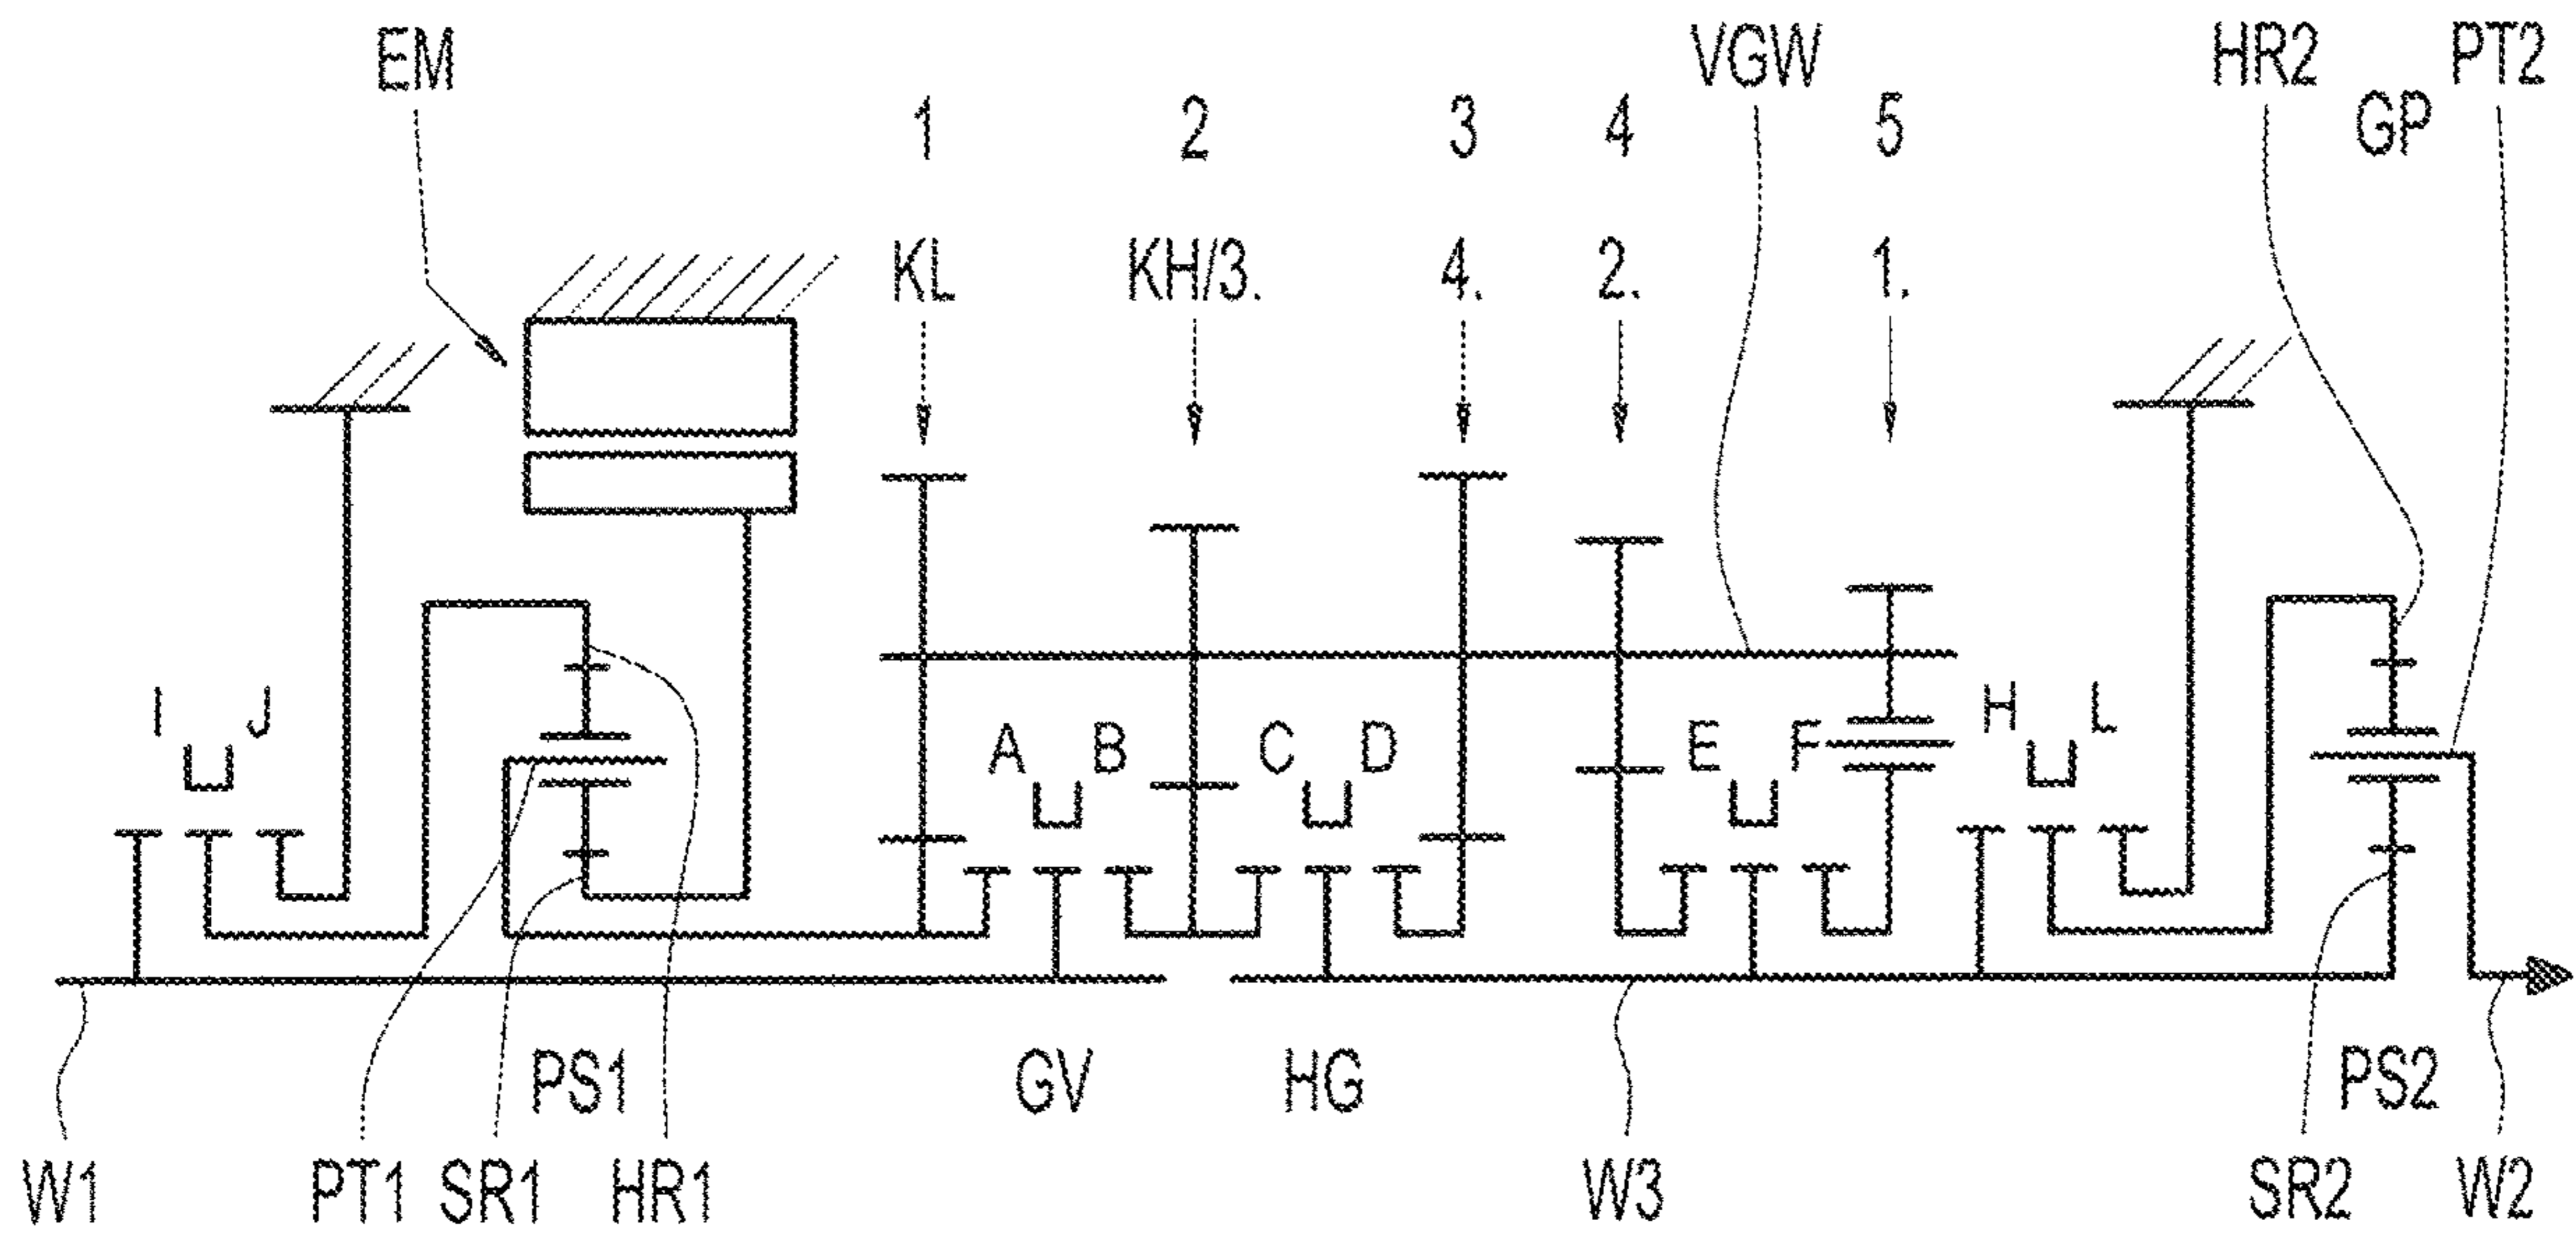 EM
VGW
HR2
PT2
GP
1
2
3
4
5
KL
KH/3.
4.
2.
1.
I
J
A
B
C
D
E
F
H
L
PS1
GV
HG
PS2
W1
PT1
SR1
HR1
W3
SR2
W2